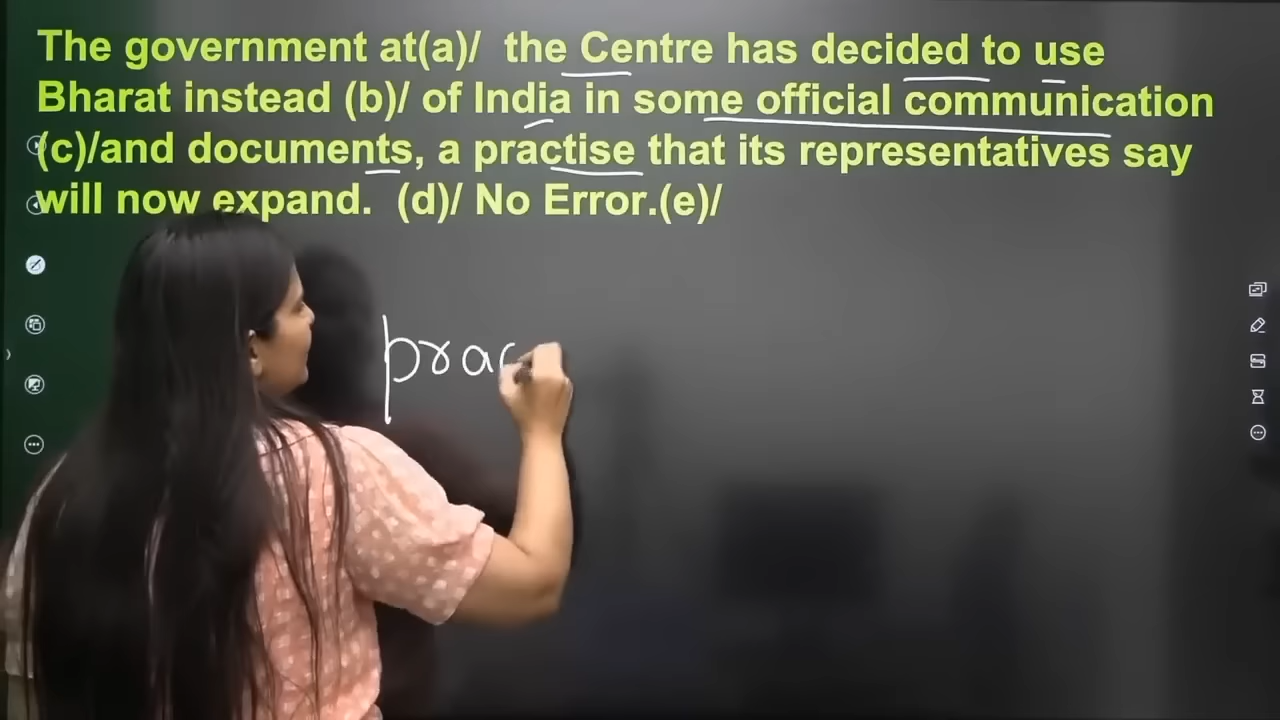 The government at(a)/ the Centre has decided to use
Bharat instead (b)/ of India in some official communication
(c)/and documents, a practise that its representatives say
will now expand. (d)/ No Error.(e)/
prac